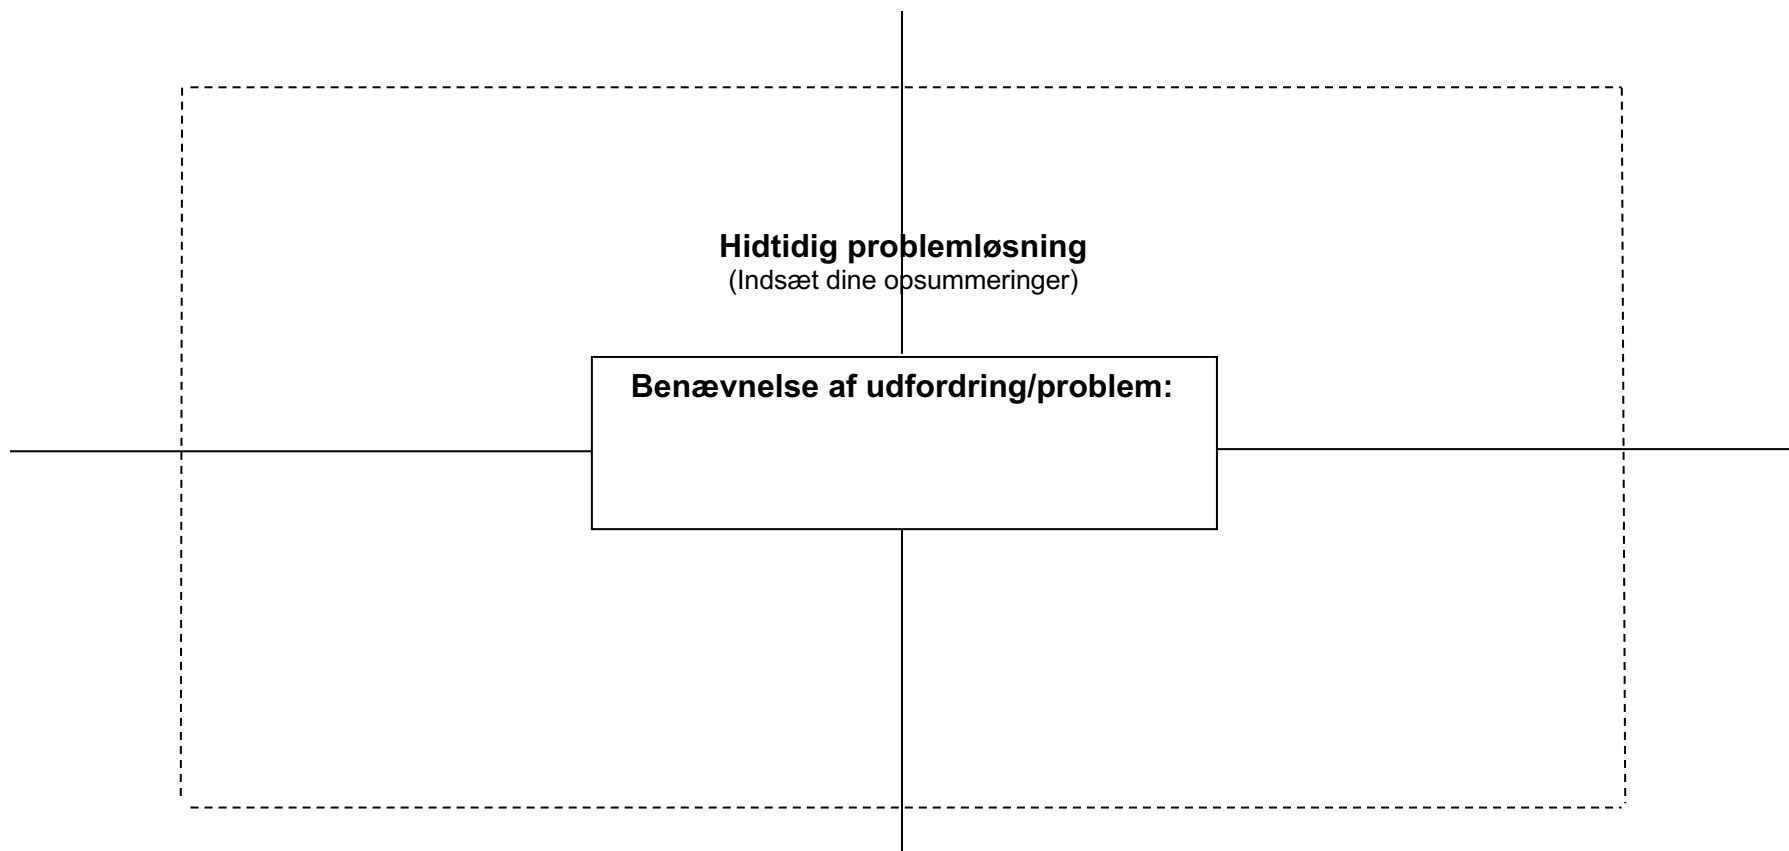 Hidtidig problemløsning
(Indsæt dine opsummeringer)
Benævnelse af udfordring/problem: